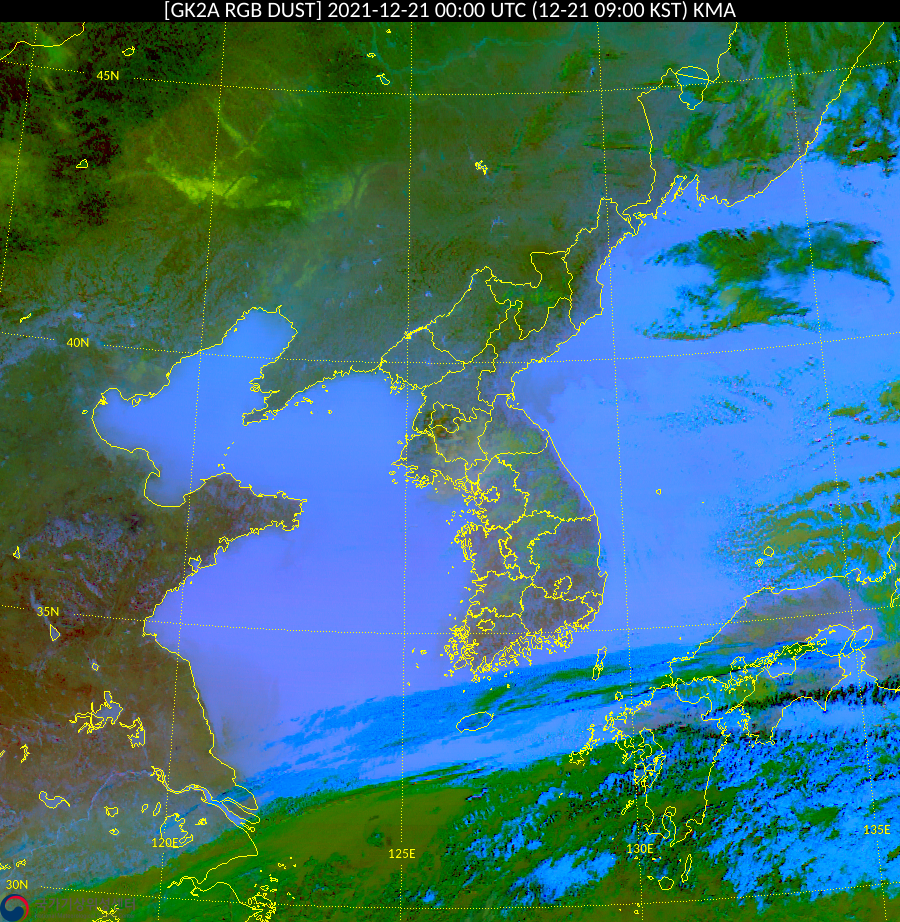 [GK2A RGB DUST] 2021-12-21 00:00 UTC (12-21 09:00 KST) KMA
45N
40N
35N
120E
125E
130E
135E
30N